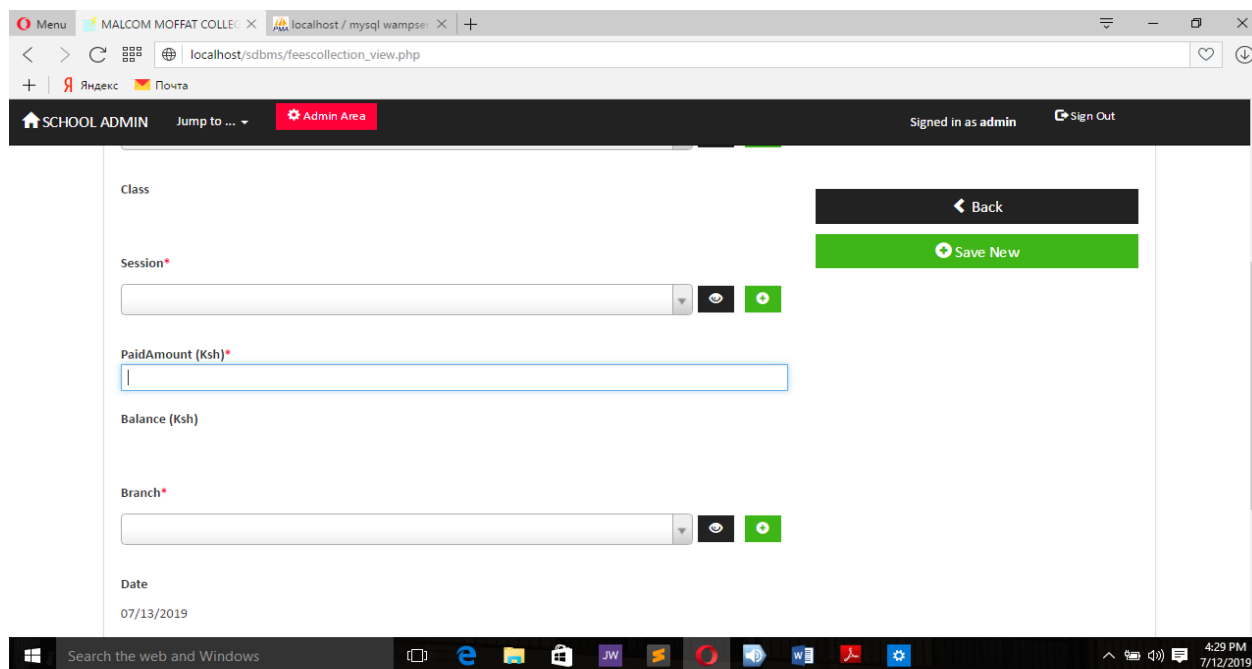 Menu
MALCOM MOFFAT COLLEG
localhost / mysql wampser
localhost/sdbms/feescollection_view.php
Яндекс
Почта
SCHOOL ADMIN
Jump to ...
Admin Area
Signed in as admin
Sign Out
Class
Back
Save New
Session*
PaidAmount (Ksh)*
Balance (Ksh)
Branch*
Date
07/13/2019
Search the web and Windows
JW
4:29 PM
7/12/2019